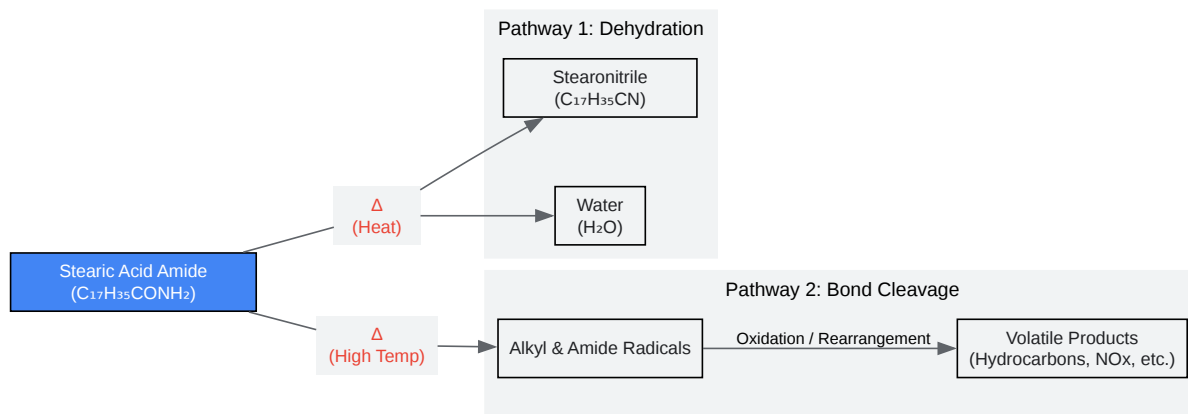 Pathway 1: Dehydration
Stearonitrile
(C₁₇H₃₅CN)
Δ
(Heat)
Water
(H₂O)
Stearic Acid Amide
(C₁₇H₃₅CONH₂)
Pathway 2: Bond Cleavage
Δ
(High Temp)
Alkyl & Amide Radicals
Oxidation / Rearrangement
Volatile Products
(Hydrocarbons, NOx, etc.)